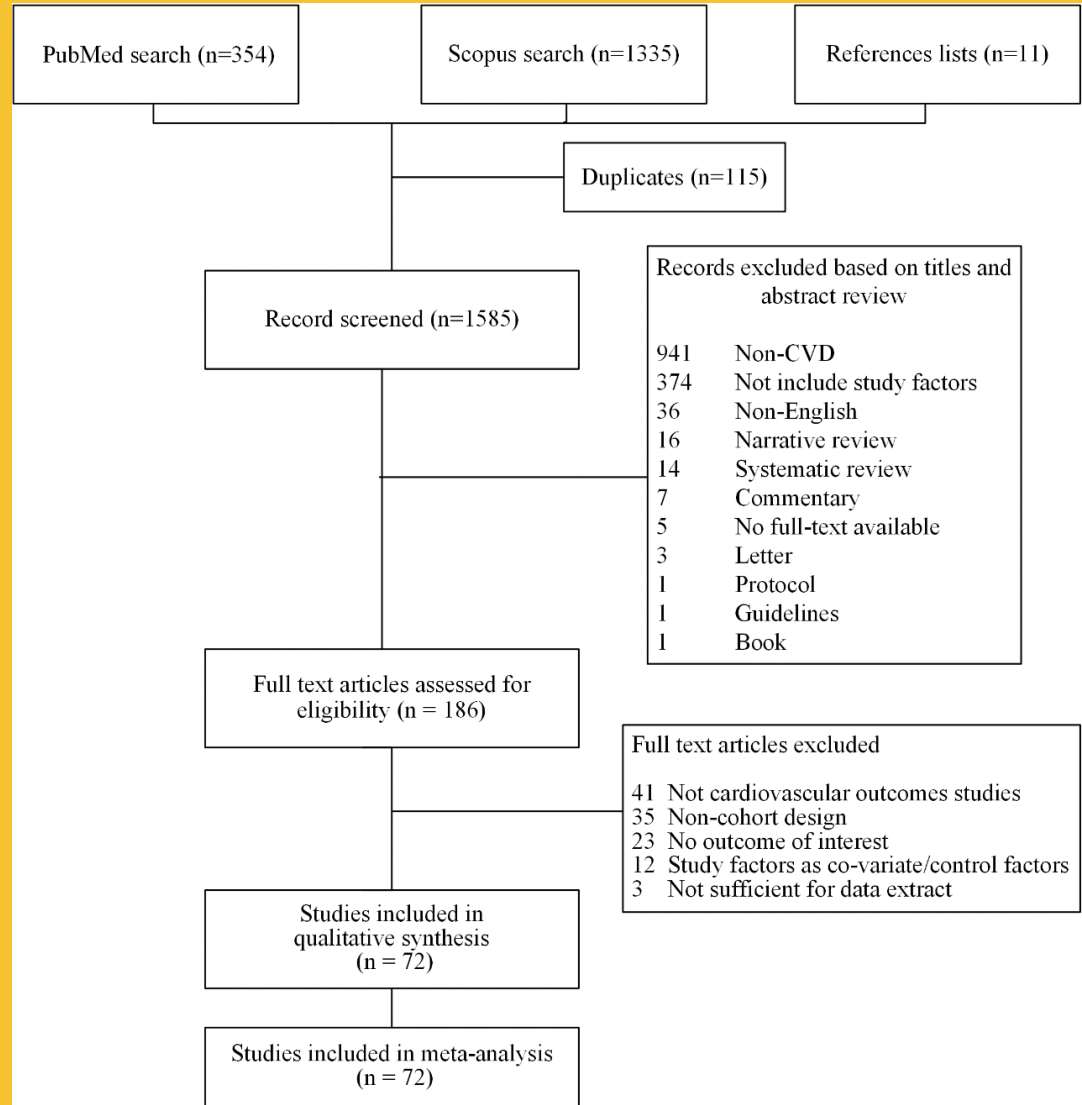 PubMed search (n=354)
Scopus search (n=1335)
References lists (n=11)
Duplicates (n=115)
Record screened (n=1585)
Records excluded based on titles and
abstract review
941 Non-CVD
374 Not include study factors
36 Non-English
16 Narrative review
14 Systematic review
7 Commentary
5 No full-text available
3 Letter
1 Protocol
1 Guidelines
1 Book
Full text articles assessed for
eligibility (n = 186)
Full text articles excluded
41 Not cardiovascular outcomes studies
35 Non-cohort design
23 No outcome of interest
12 Study factors as co-variate/control factors
3 Not sufficient for data extract
Studies included in
qualitative synthesis
(n = 72)
Studies included in meta-analysis
(n = 72)